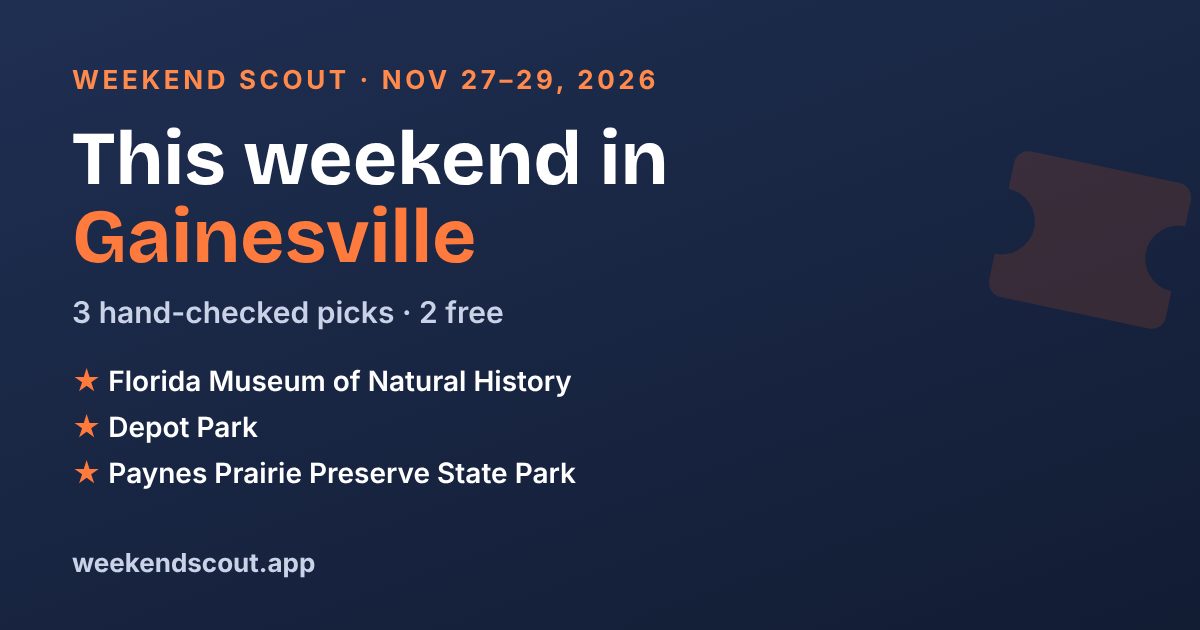 WEEKEND SCOUT · NOV 27–29, 2026
This weekend in
Gainesville
3 hand-checked picks · 2 free
★ Florida Museum of Natural History
★ Depot Park
★ Paynes Prairie Preserve State Park
weekendscout.app